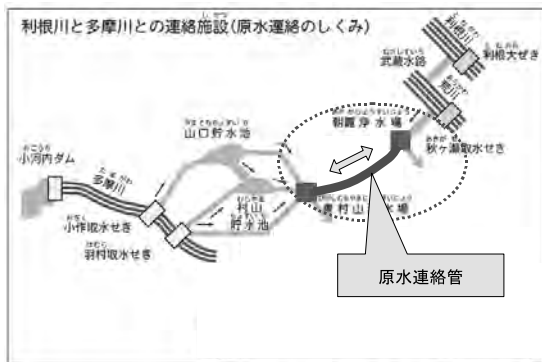 利根川と多摩川との連絡施設(原水連絡のしくみ)
利根川
利根大ぜき
武蔵水路
荒川
朝霞浄水場
秋ヶ瀬取水せき
山口貯水池
小河内ダム
多摩川
村山
貯水池
東村山浄水場
小作取水せき
羽村取水せき
原水連絡管